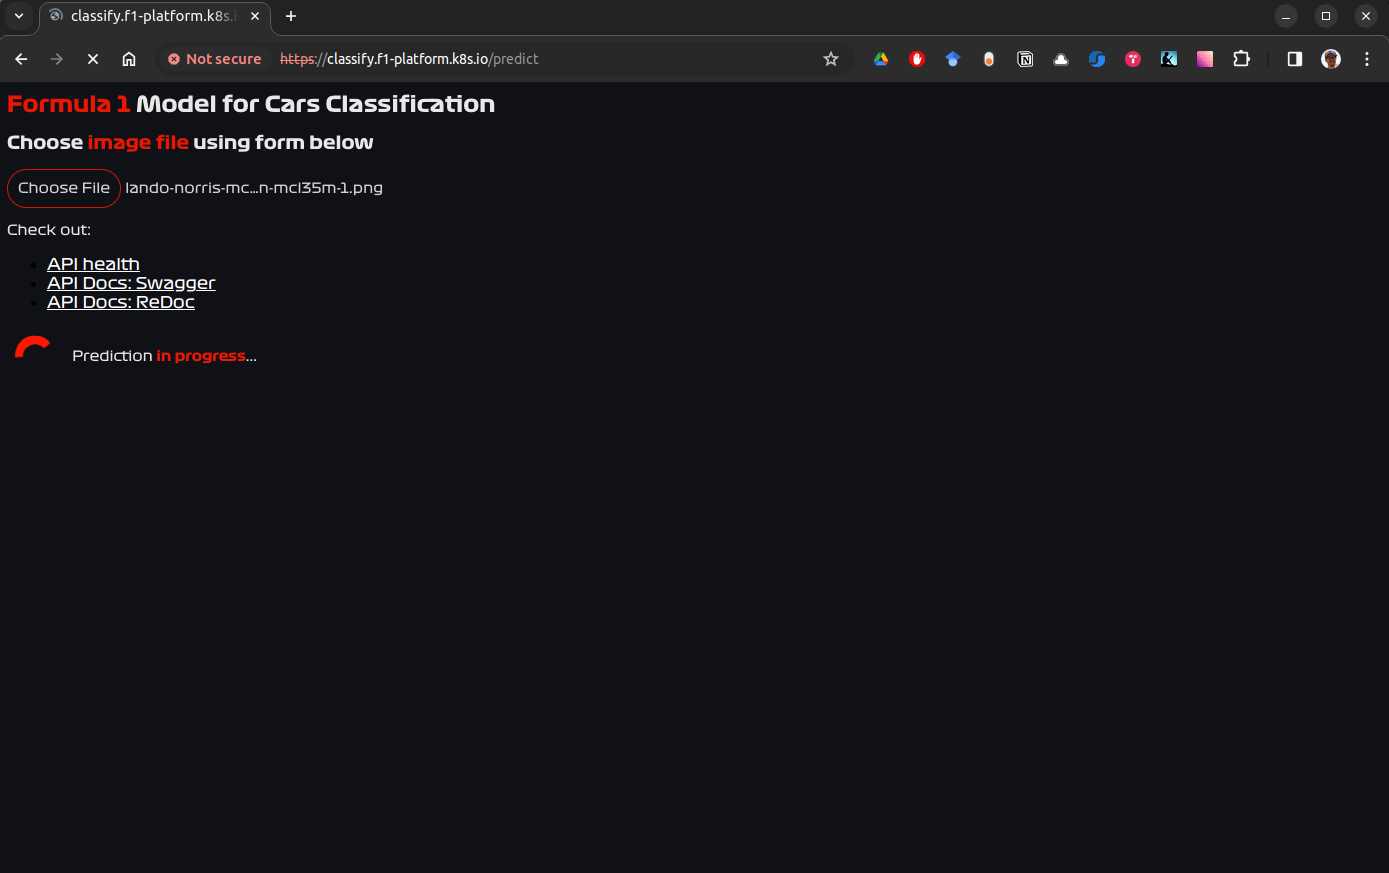 classify.f1-platform.k8s.i
Not secure https://classify.f1-platform.k8s.io/predict
Formula 1 Model for Cars Classification
Choose image file using form below
Choose File lando-norris-mc...n-mcl35m-1.png
Check out:
API health
API Docs: Swagger
API Docs: ReDoc
Prediction in progress...